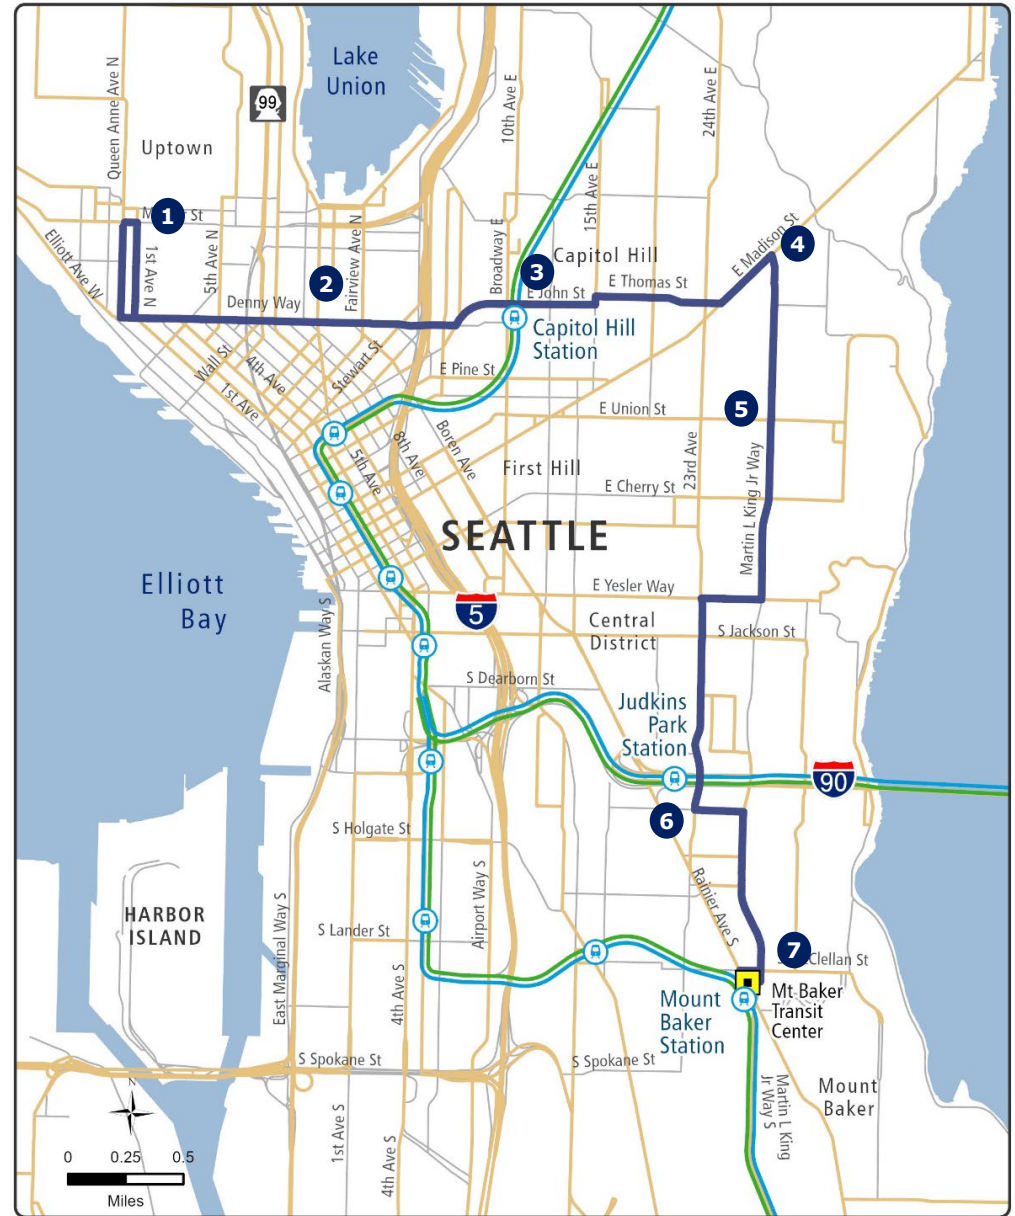 Lake
Union
99
Queen Anne Ave N
10th Ave E
24th Ave E
Uptown
15th Ave E
1
St
Elliott Ave W
1st Ave N
5th Ave N
Fairview Ave N
Broadway E
2
3
Capitol Hill
4
E Madison St
Denny Way
E John St
E Thomas St
Capitol Hill
Station
Wall St
4th Ave
Stewart St
1st Ave
E Pine St
5
E Union St
5th Ave
8th Ave
Boren Ave
First Hill
23rd Ave
Martin L King Jr Way
E Cherry St
SEATTLE
Elliott
Bay
5
E Yesler Way
Alaskan Way S
Central
District
S Jackson St
S Dearborn St
Judkins
Park
Station
90
6
S Holgate St
Rainier Ave S
Airport Way S
HARBOR
ISLAND
East Marginal Way S
S Lander St
7
Clellan St
4th Ave S
Mount
Baker
Station
Mt Baker
Transit
Center
S Spokane St
S Spokane St
N
Martin L King
Jr Way S
Mount
Baker
1st Ave S
4th Ave S
0 0.25 0.5
Miles